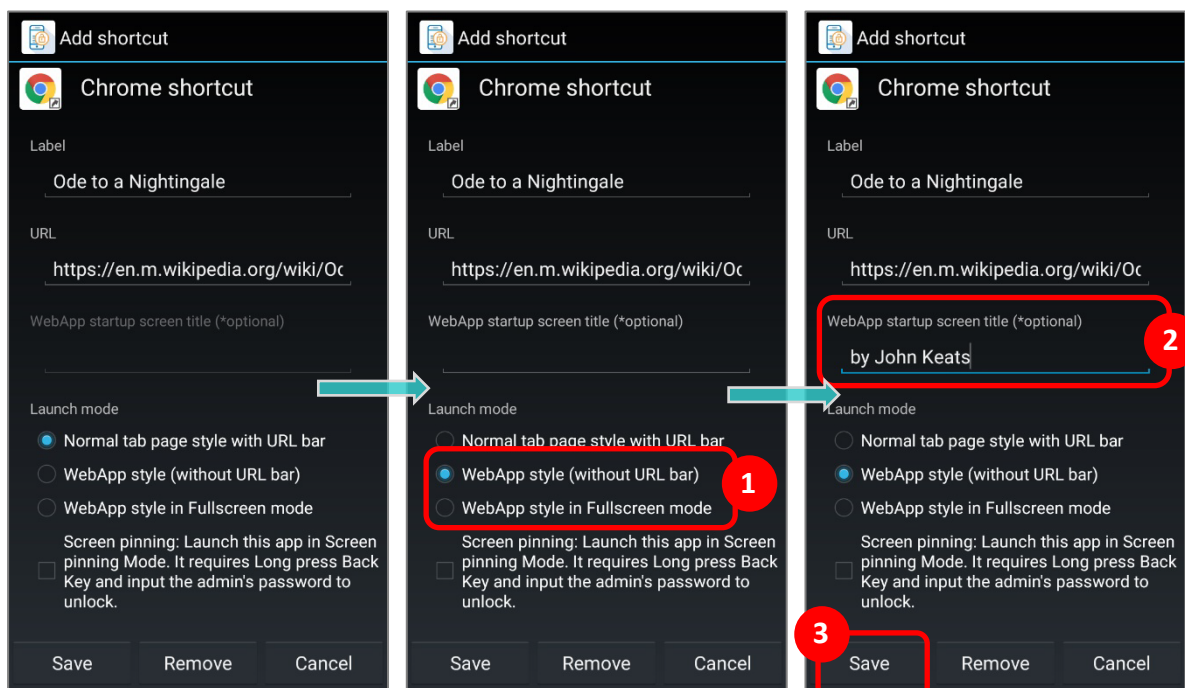 Add shortcut
Chrome shortcut
Label
Ode to a Nightingale
URL
https://en.m.wikipedia.org/wiki/Oc
WebApp startup screen title (*optional)
Launch mode
Normal tab page style with URL bar
WebApp style (without URL bar)
WebApp style in Fullscreen mode
Screen pinning: Launch this app in Screen
pinning Mode. It requires Long press Back
Key and input the admin's password to
unlock.
Save Remove Cancel
Add shortcut
Chrome shortcut
Label
Ode to a Nightingale
URL
https://en.m.wikipedia.org/wiki/Oc
WebApp startup screen title (*optional)
Launch mode
Normal tab page style with URL bar
WebApp style (without URL bar)
1
WebApp style in Fullscreen mode
Screen pinning: Launch this app in Screen
pinning Mode. It requires Long press Back
Key and input the admin's password to
unlock.
Save Remove Cancel
Add shortcut
Chrome shortcut
Label
Ode to a Nightingale
URL
https://en.m.wikipedia.org/wiki/Oc
WebApp startup screen title (*optional)
2
by John Keats
Launch mode
Normal tab page style with URL bar
WebApp style (without URL bar)
WebApp style in Fullscreen mode
Screen pinning: Launch this app in Screen
pinning Mode. It requires Long press Back
Key and input the admin's password to
unlock.
3
Save Remove Cancel